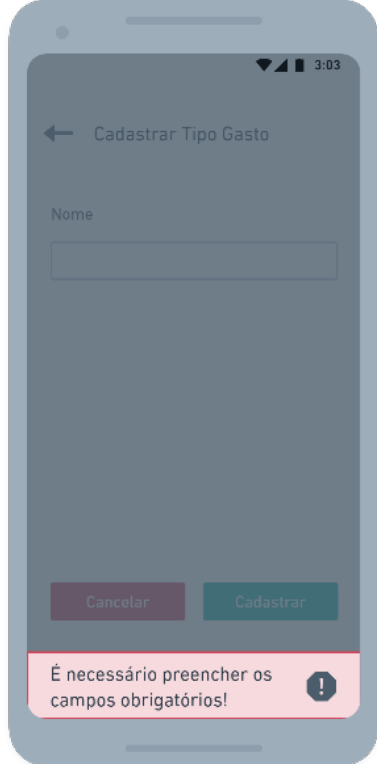 3:03
Cadastrar Tipo Gasto
Nome
Cancelar
Cadastrar
É necessário preencher os
campos obrigatórios!